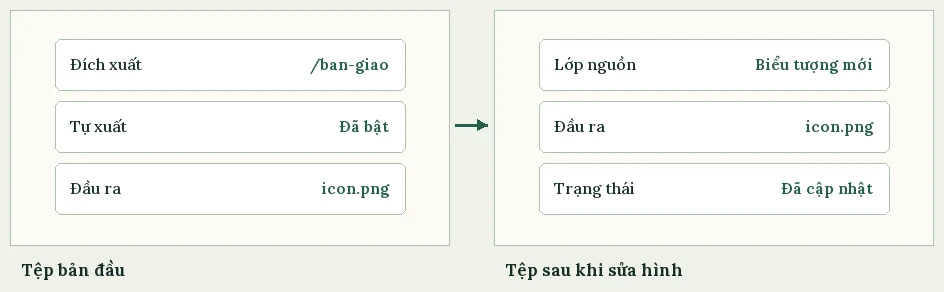 Đích xuất /ban-giao
Tự xuất Đã bật
Đầu ra icon.png
Tệp bản đầu
Lớp nguồn Biểu tượng mới
Đầu ra icon.png
Trạng thái Đã cập nhật
Tệp sau khi sửa hình